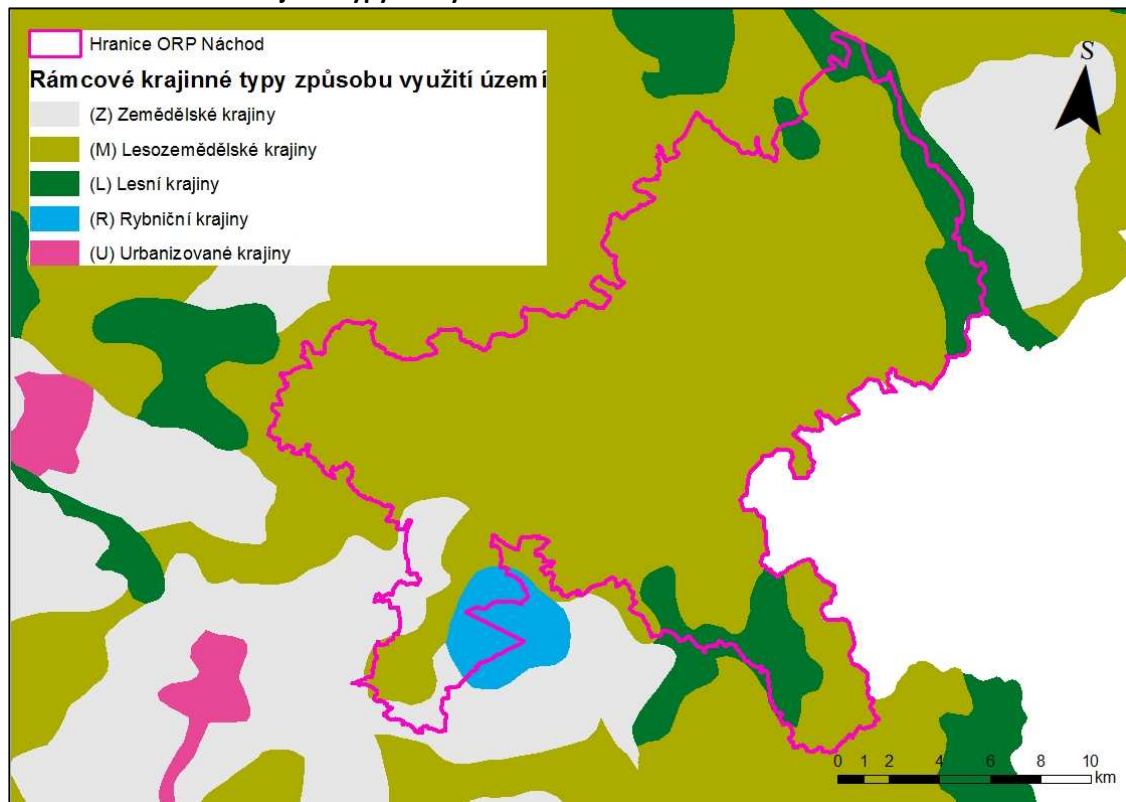 Hranice ORP Náchod
Rámcové krajinné typy způsobu využití území
(Z) Zemědělské krajiny
(M) Lesozemědělské krajiny
(L) Lesní krajiny
(R) Rybniční krajiny
(U) Urbanizované krajiny
S
0 1 2 4 6 8 10
km